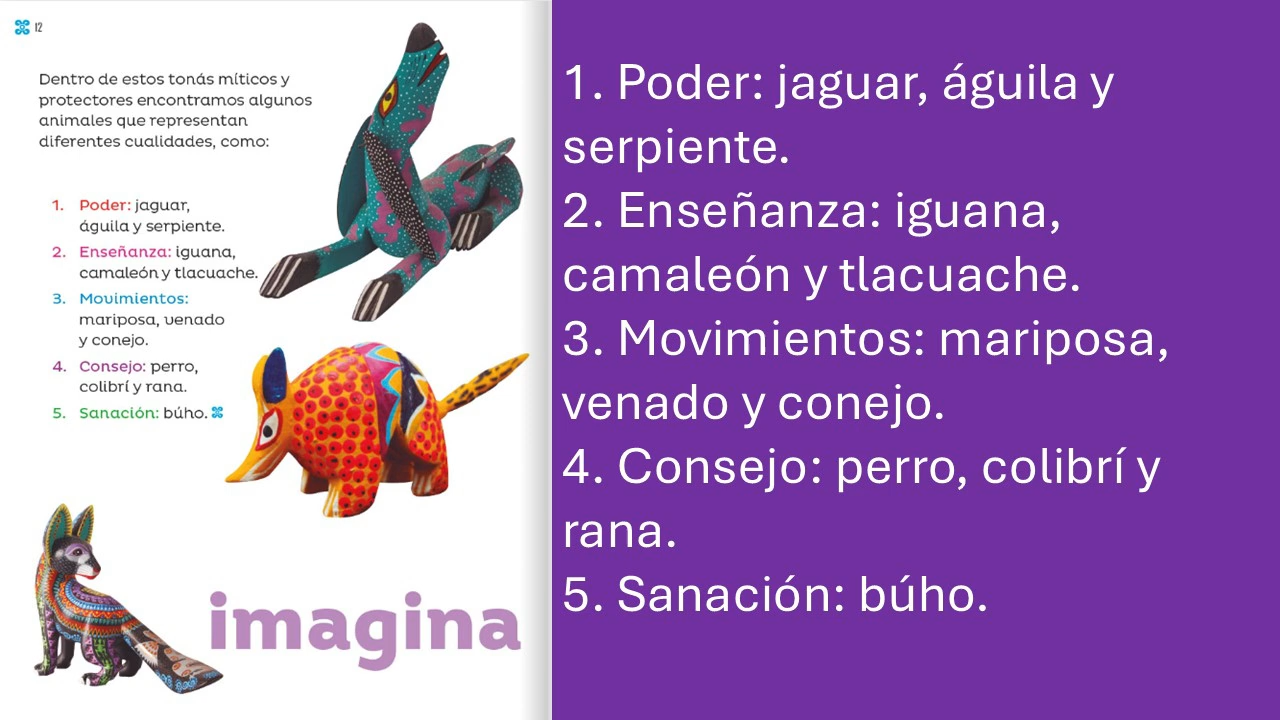 12
Dentro de estos tonás míticos y
protectores encontramos algunos
animales que representan
diferentes cualidades, como:
1. Poder: jaguar,
águila y serpiente.
2. Enseñanza: iguana,
camaleón y tlacuache.
3. Movimientos:
mariposa, venado
y conejo.
4. Consejo: perro,
colibrí y rana.
5. Sanación: búho.
imagina
1. Poder: jaguar, águila y
serpiente.
2. Enseñanza: iguana,
camaleón y tlacuache.
3. Movimientos: mariposa,
venado y conejo.
4. Consejo: perro, colibrí y
rana.
5. Sanación: búho.